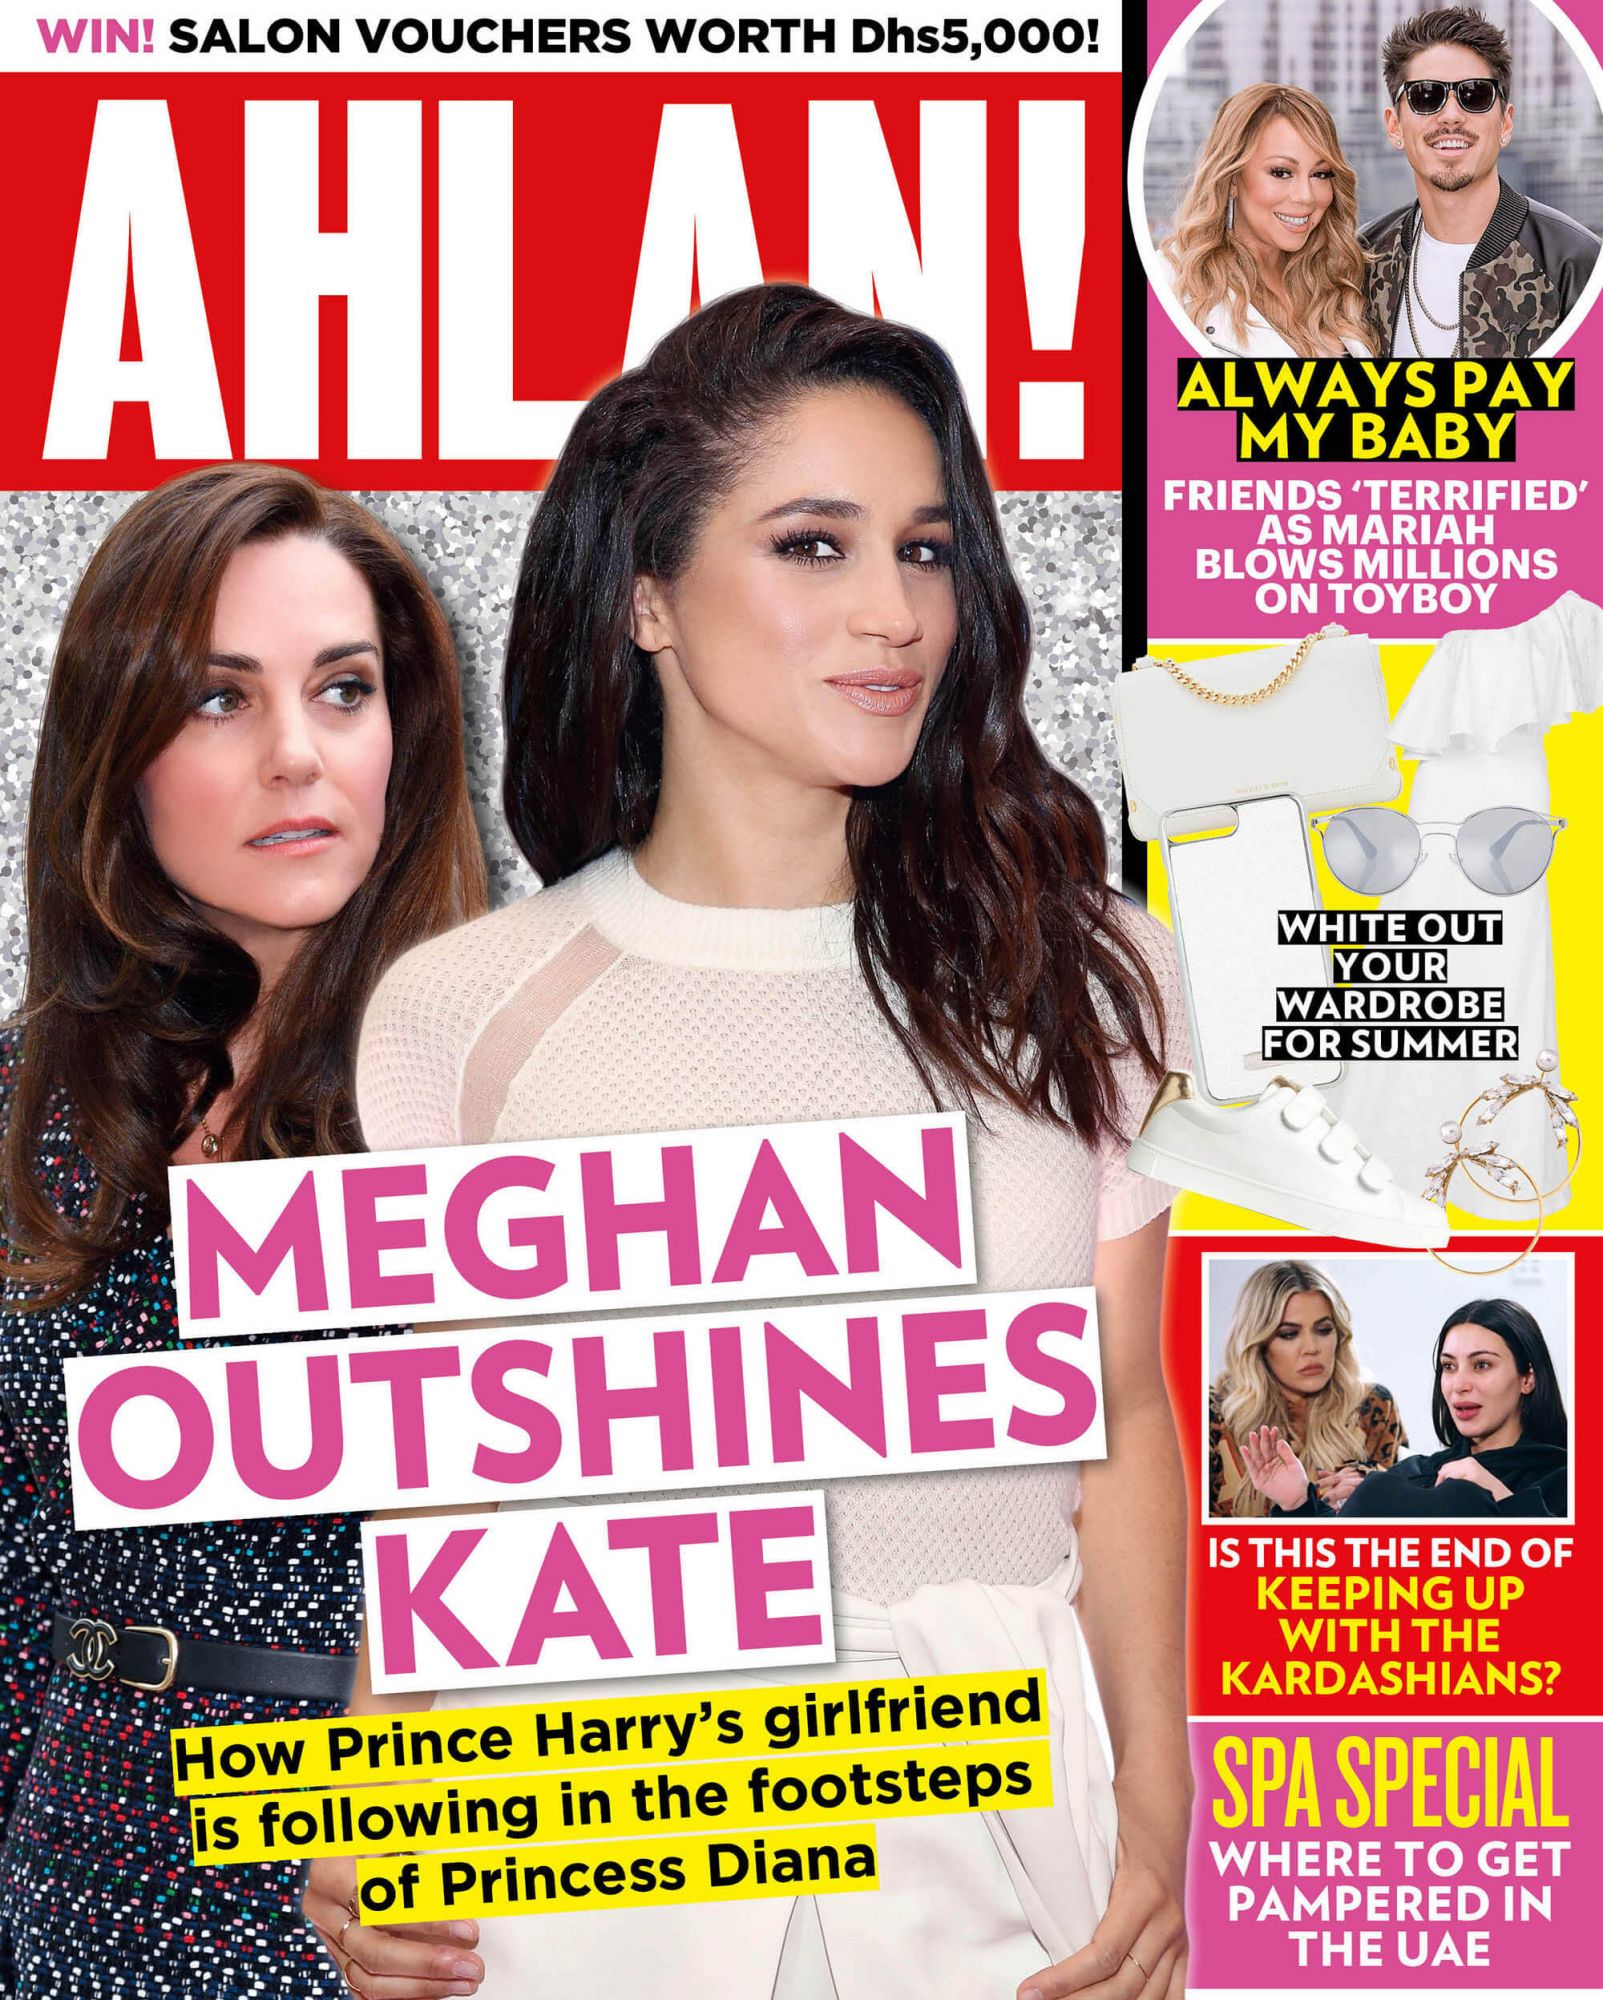 WIN! SALON VOUCHERS WORTH Dhs5,000!
AHLAN!
MEGHAN
OUTSHINES
KATE
How Prince Harry's girlfriend
is following in the footsteps
of Princess Diana
ALWAYS PAY
MY BABY
FRIENDS ‘TERRIFIED’
AS MARIAH
BLOWS MILLIONS
ON TOYBOY
WHITE OUT
YOUR
WARDROBE
FOR SUMMER
IS THIS THE END OF
KEEPING UP
WITH THE
KARDASHIANS?
SPA SPECIAL
WHERE TO GET
PAMPERED IN
THE UAE